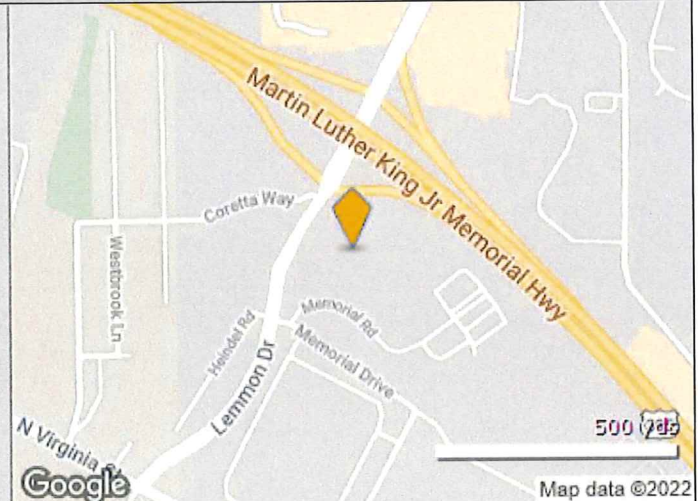 Martin Luther King Jr Memorial Hwy
Coretta Way
Westbrook Ln
Memorial Rd
Heindel Rd
Memorial Drive
Lemmon Dr
N Virginia
500 yds
Google
Map data ©2022